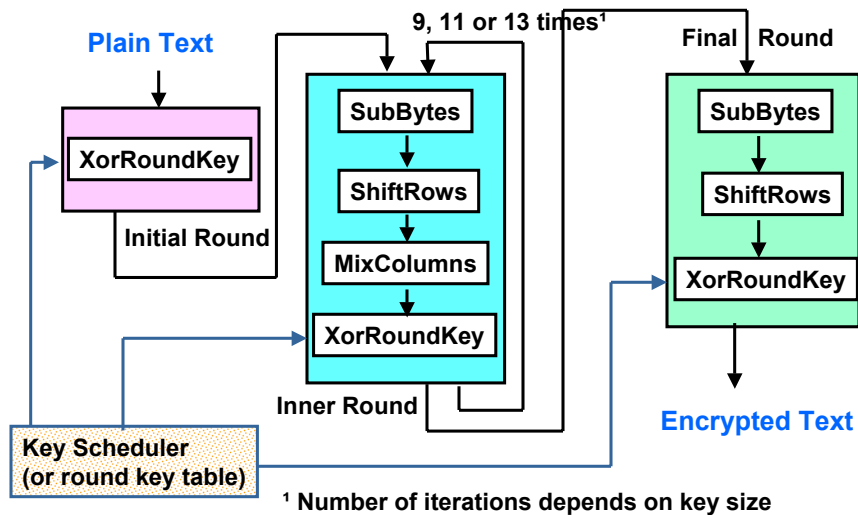 9, 11 or 13 times¹
Plain Text
Final Round
XorRoundKey
Initial Round
SubBytes
ShiftRows
MixColumns
XorRoundKey
Inner Round
SubBytes
ShiftRows
XorRoundKey
Encrypted Text
Key Scheduler
(or round key table)
¹ Number of iterations depends on key size